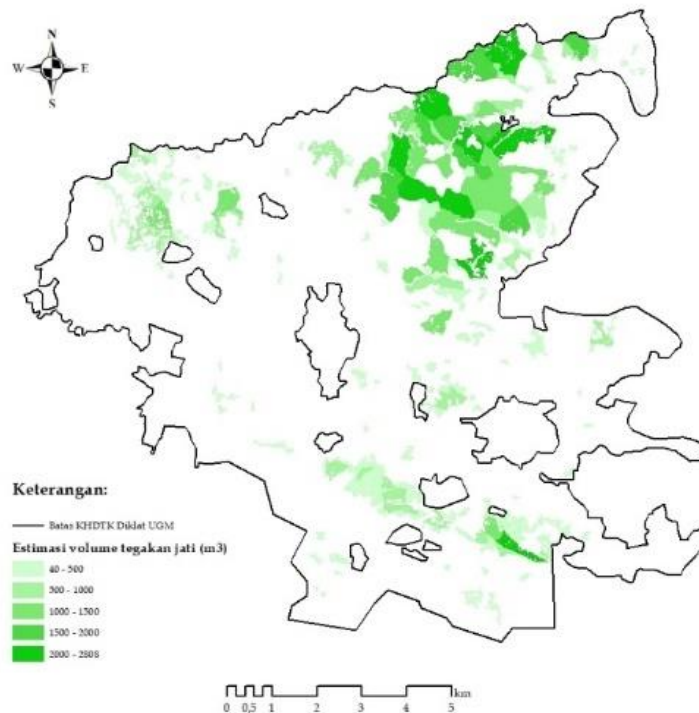 N
W E
S
Keterangan:
Batas KHDTK Diklat UGM
Estimasi volume tegakan jati (m3)
40 - 500
500 - 1000
1000 - 1500
1500 - 2000
2000 - 2808
km
0 0,5 1 2 3 4 5